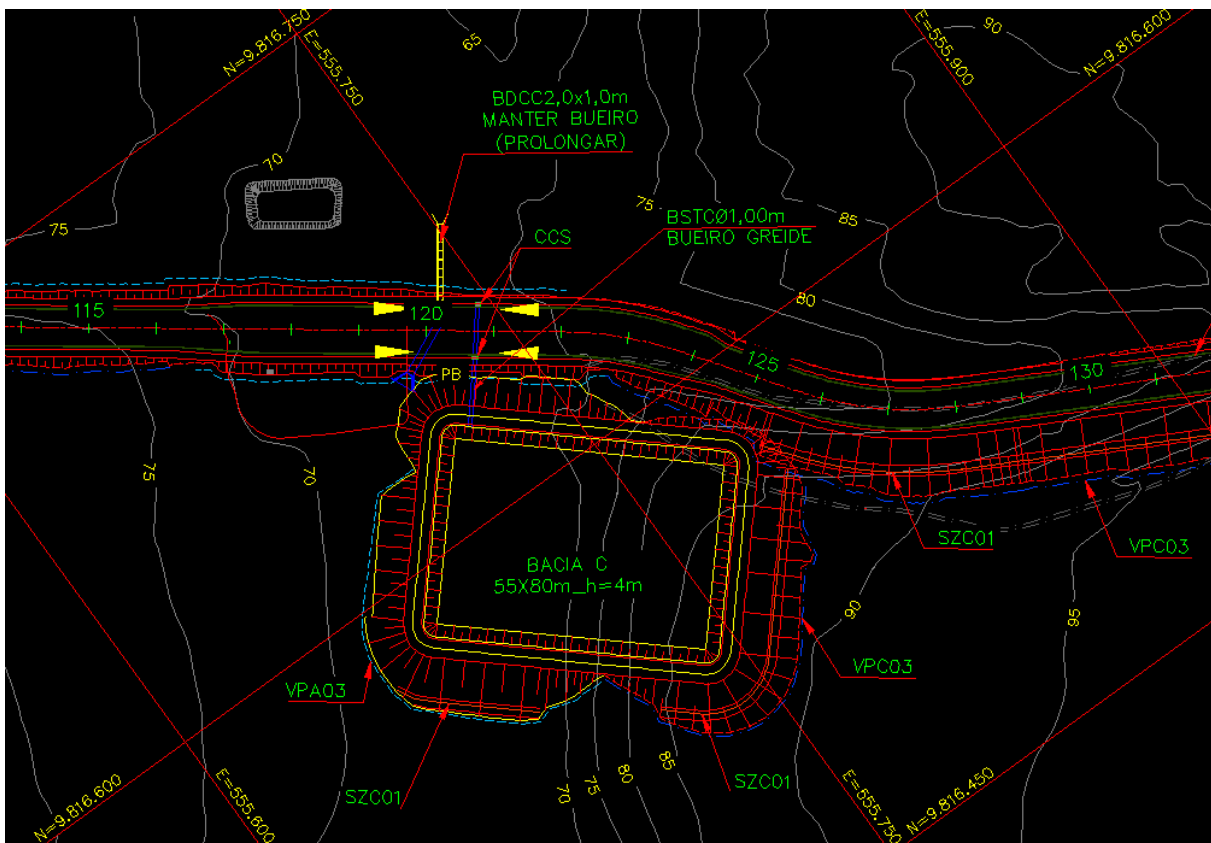 N=9.816.750
E=555.750
65
E=555.900
90
N=9.816.600
BDCC2,0x1,0m
MANTER BUEIRO
(PROLONGAR)
70
75
75
85
BSTCØ1,00m
BUEIRO GREIDE
CCS
80
115
120
125
130
PB
75
70
BACIA C
55X80m_h=4m
SZC01
VPC03
90
95
VPC03
VPA03
SZC01
SZC01
70
75
80
85
N=9.816.600
E=555.600
E=555.750
N=9.816.450